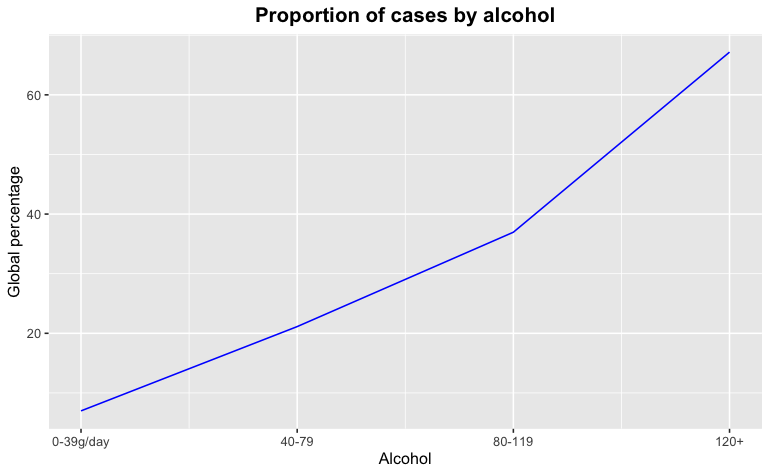 Proportion of cases by alcohol
Global percentage
60
40
20
0-39g/day 40-79 80-119 120+
Alcohol